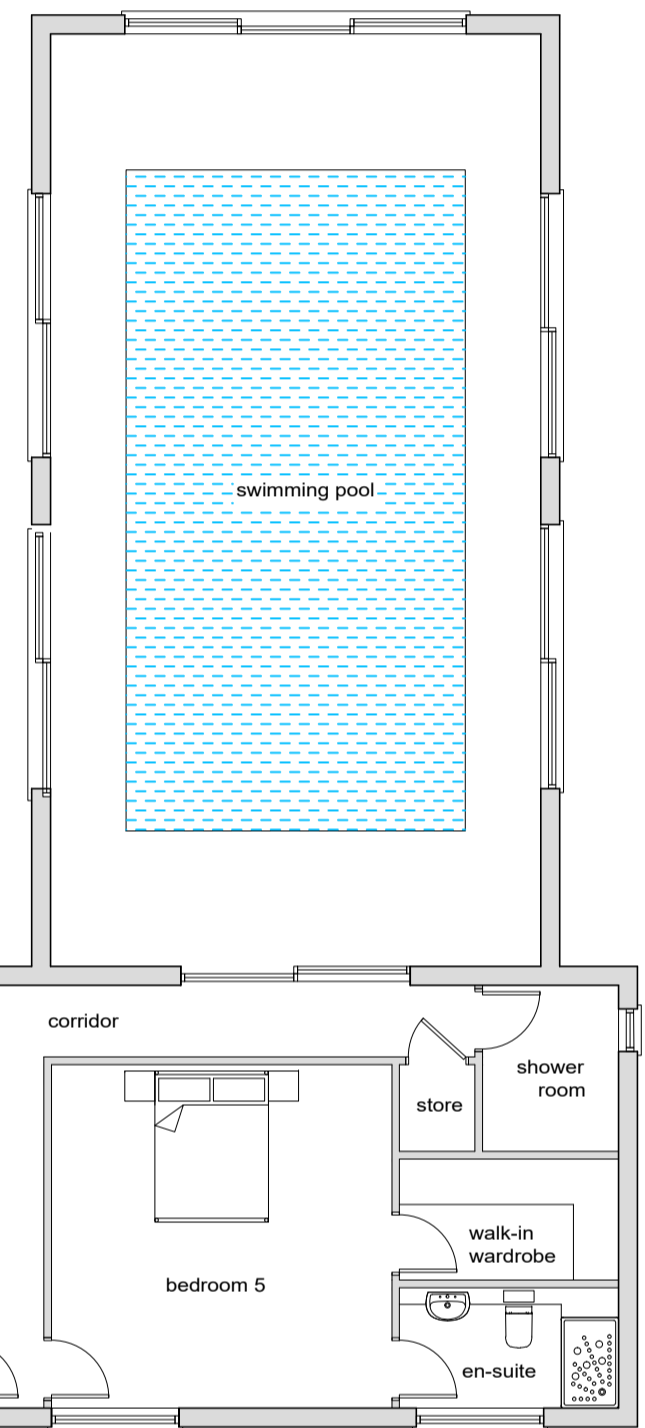 swimming pool
corridor
shower
room
store
walk-in
wardrobe
bedroom 5
en-suite